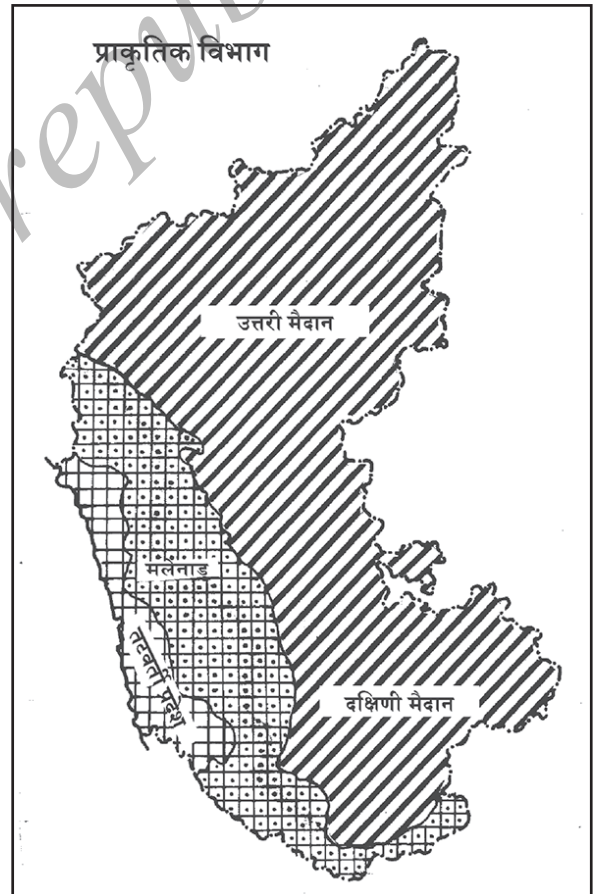 प्राकृतिक विभाग
उत्तरी मैदान
मलेनाड
तटवर्ती प्रदेश
दक्षिणी मैदान